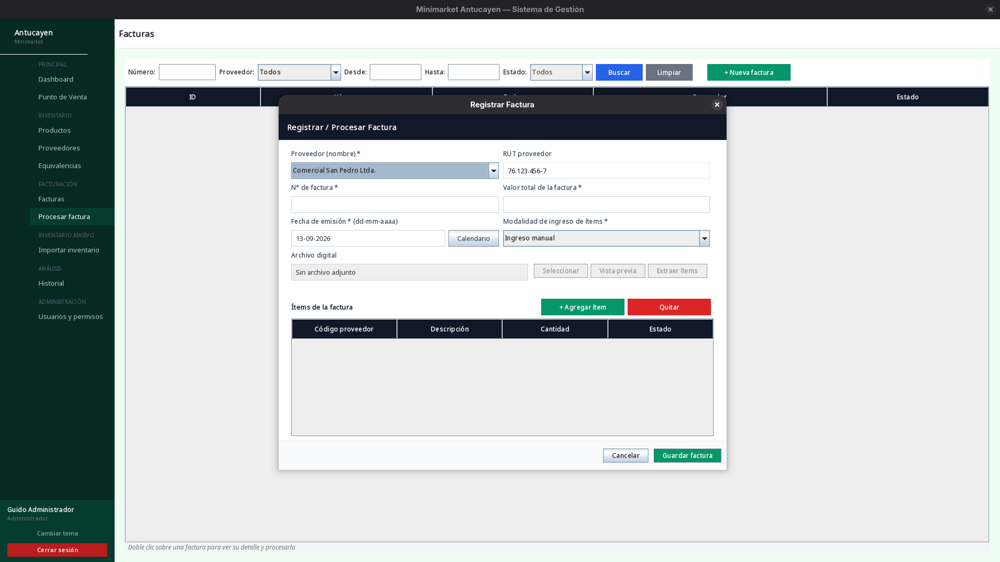 Minimarket Antucayen — Sistema de Gestión
Antucayen
Minimarket
PRINCIPAL
Dashboard
Punto de Venta
INVENTARIO
Productos
Proveedores
Equivalencias
FACTURACIÓN
Facturas
Procesar factura
INVENTARIO MASIVO
Importar inventario
ANÁLISIS
Historial
ADMINISTRACIÓN
Usuarios y permisos
Guido Administrador
Administrador
Cambiar tema
Cerrar sesión
Facturas
Número: Proveedor: Todos Desde: Hasta: Estado: Todos Buscar Limpiar + Nueva factura
ID Estado
Registrar Factura
Registrar / Procesar Factura
Proveedor (nombre) * RUT proveedor
Comercial San Pedro Ltda. 76.123.456-7
N° de factura * Valor total de la factura *
Fecha de emisión * (dd-mm-aaaa) Modalidad de ingreso de ítems *
13-09-2026 Calendario Ingreso manual
Archivo digital
Sin archivo adjunto Seleccionar Vista previa Extraer ítems
Ítems de la factura + Agregar ítem Quitar
Código proveedor Descripción Cantidad Estado
Cancelar Guardar factura
Doble clic sobre una factura para ver su detalle y procesarla